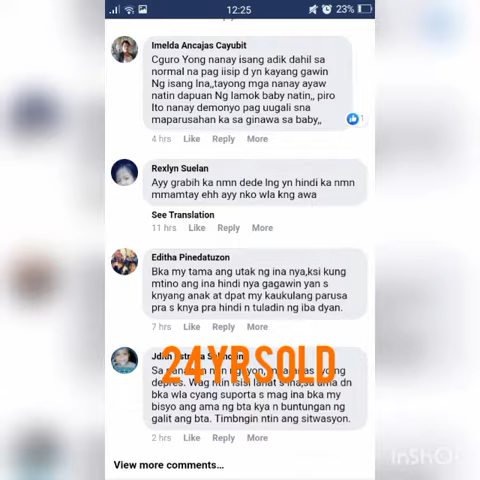 12:25
23%
Imelda Ancajas Cayubit
Cguro Yong nanay isang adik dahil sa
normal na pag iisip d yn kayang gawin
Ng isang Ina,,tayong mga nanay ayaw
natin dapuan Ng lamok baby natin,, piro
Ito nanay demonyo pag uugali sna
maparusahan ka sa ginawa sa baby,,
1
4 hrs Like Reply More
Rexlyn Suelan
Ayy grabih ka nmn dede lng yn hindi ka nmn
mmamtay ehh ayy nko wla kng awa
See Translation
11 hrs Like Reply More
Editha Pinedatuzon
Bka my tama ang utak ng ina nya,ksi kung
mtino ang ina hindi nya gagawin yan s
knyang anak at dpat my kaukulang parusa
pra s knya pra hindi n tuladin ng iba dyan.
7 hrs Like Reply More
24YRSOLD
depres. Wag ntin isisi lahat s ina,sa ama dn
bka wla cyang suporta s mag ina bka my
bisyo ang ama ng bta kya n buntungan ng
galit ang bta. Timbngin ntin ang sitwasyon.
2 hrs Like Reply More
View more comments...
InShOt